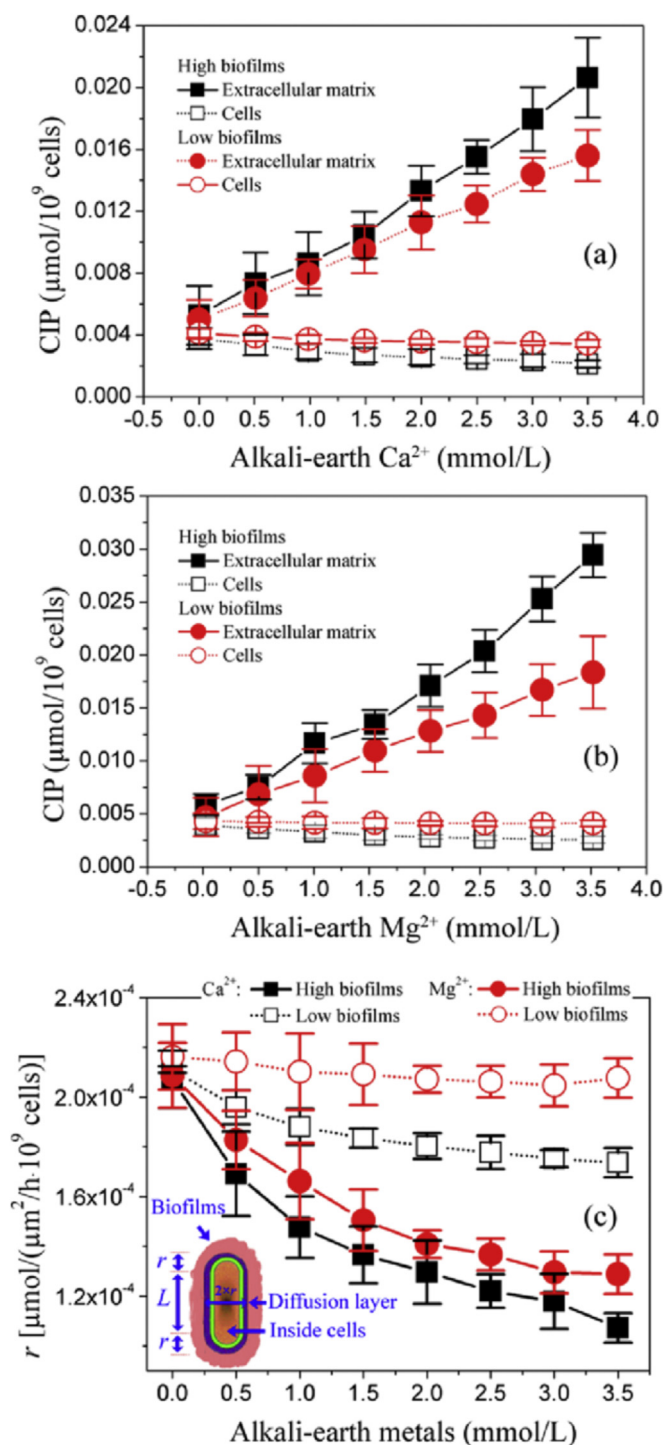 0.024
0.020
0.016
0.012
0.008
0.004
0.000
CIP (μmol/10⁹ cells)
High biofilms
Extracellular matrix
Cells
Low biofilms
Extracellular matrix
Cells
(a)
-0.5 0.0 0.5 1.0 1.5 2.0 2.5 3.0 3.5 4.0
Alkali-earth Ca²⁺ (mmol/L)
0.035
0.030
0.025
0.020
0.015
0.010
0.005
0.000
CIP (μmol/10⁹ cells)
High biofilms
Extracellular matrix
Cells
Low biofilms
Extracellular matrix
Cells
(b)
-0.5 0.0 0.5 1.0 1.5 2.0 2.5 3.0 3.5 4.0
Alkali-earth Mg²⁺ (mmol/L)
2.4x10⁻⁴
2.0x10⁻⁴
1.6x10⁻⁴
1.2x10⁻⁴
r [μmol/(μm²/h·10⁹ cells)]
Ca²⁺: High biofilms Mg²⁺: High biofilms
Low biofilms Low biofilms
(c)
Biofilms
r
L
r
2×r
Diffusion layer
Inside cells
0.0 0.5 1.0 1.5 2.0 2.5 3.0 3.5
Alkali-earth metals (mmol/L)